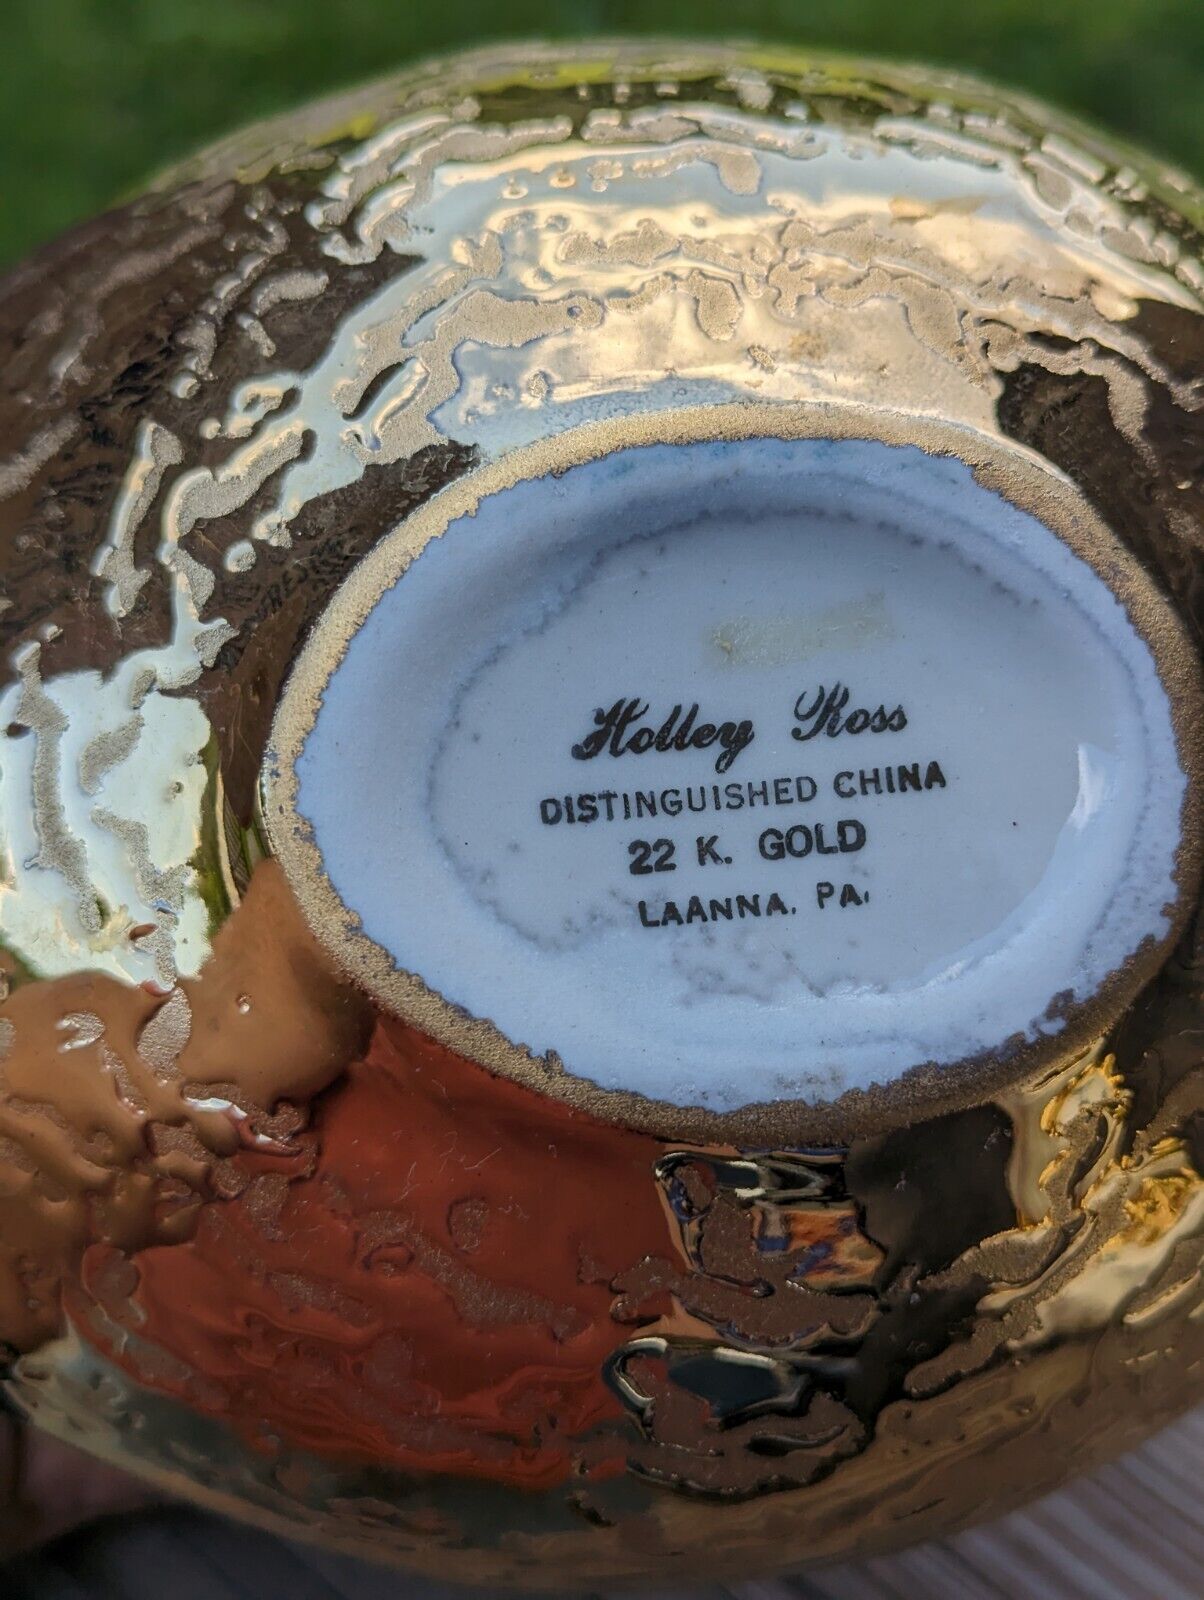 Holley Ross
DISTINGUISHED CHINA
22 K. GOLD
LAANNA, PA.